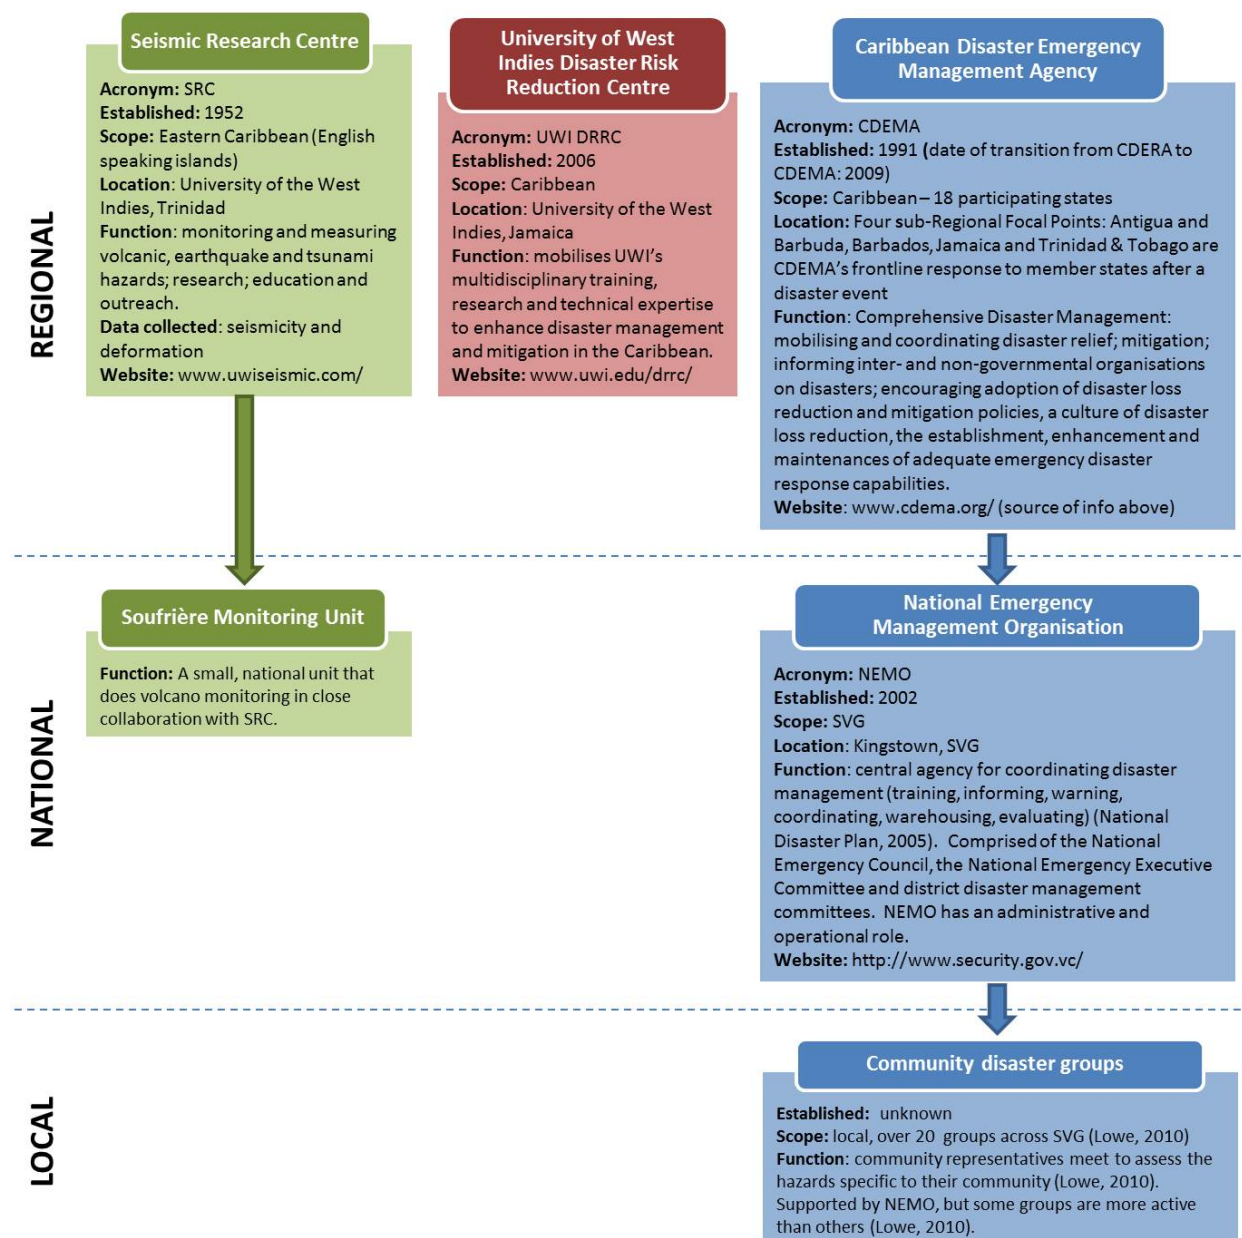 REGIONAL
Seismic Research Centre
Acronym: SRC
Established: 1952
Scope: Eastern Caribbean (English
speaking islands)
Location: University of the West
Indies, Trinidad
Function: monitoring and measuring
volcanic, earthquake and tsunami
hazards; research; education and
outreach.
Data collected: seismicity and
deformation
Website: www.uwiseismic.com/
University of West
Indies Disaster Risk
Reduction Centre
Acronym: UWI DRRC
Established: 2006
Scope: Caribbean
Location: University of the West
Indies, Jamaica
Function: mobilises UWI's
multidisciplinary training,
research and technical expertise
to enhance disaster management
and mitigation in the Caribbean.
Website: www.uwi.edu/drrc/
Caribbean Disaster Emergency
Management Agency
Acronym: CDEMA
Established: 1991 (date of transition from CDERA to
CDEMA: 2009)
Scope: Caribbean – 18 participating states
Location: Four sub-Regional Focal Points: Antigua and
Barbuda, Barbados, Jamaica and Trinidad & Tobago are
CDEMA's frontline response to member states after a
disaster event
Function: Comprehensive Disaster Management:
mobilising and coordinating disaster relief; mitigation;
informing inter- and non-governmental organisations
on disasters; encouraging adoption of disaster loss
reduction and mitigation policies, a culture of disaster
loss reduction, the establishment, enhancement and
maintenances of adequate emergency disaster
response capabilities.
Website: www.cdema.org/ (source of info above)
NATIONAL
Soufrière Monitoring Unit
Function: A small, national unit that
does volcano monitoring in close
collaboration with SRC.
National Emergency
Management Organisation
Acronym: NEMO
Established: 2002
Scope: SVG
Location: Kingstown, SVG
Function: central agency for coordinating disaster
management (training, informing, warning,
coordinating, warehousing, evaluating) (National
Disaster Plan, 2005). Comprised of the National
Emergency Council, the National Emergency Executive
Committee and district disaster management
committees. NEMO has an administrative and
operational role.
Website: http://www.security.gov.vc/
LOCAL
Community disaster groups
Established: unknown
Scope: local, over 20 groups across SVG (Lowe, 2010)
Function: community representatives meet to assess the
hazards specific to their community (Lowe, 2010).
Supported by NEMO, but some groups are more active
than others (Lowe, 2010).